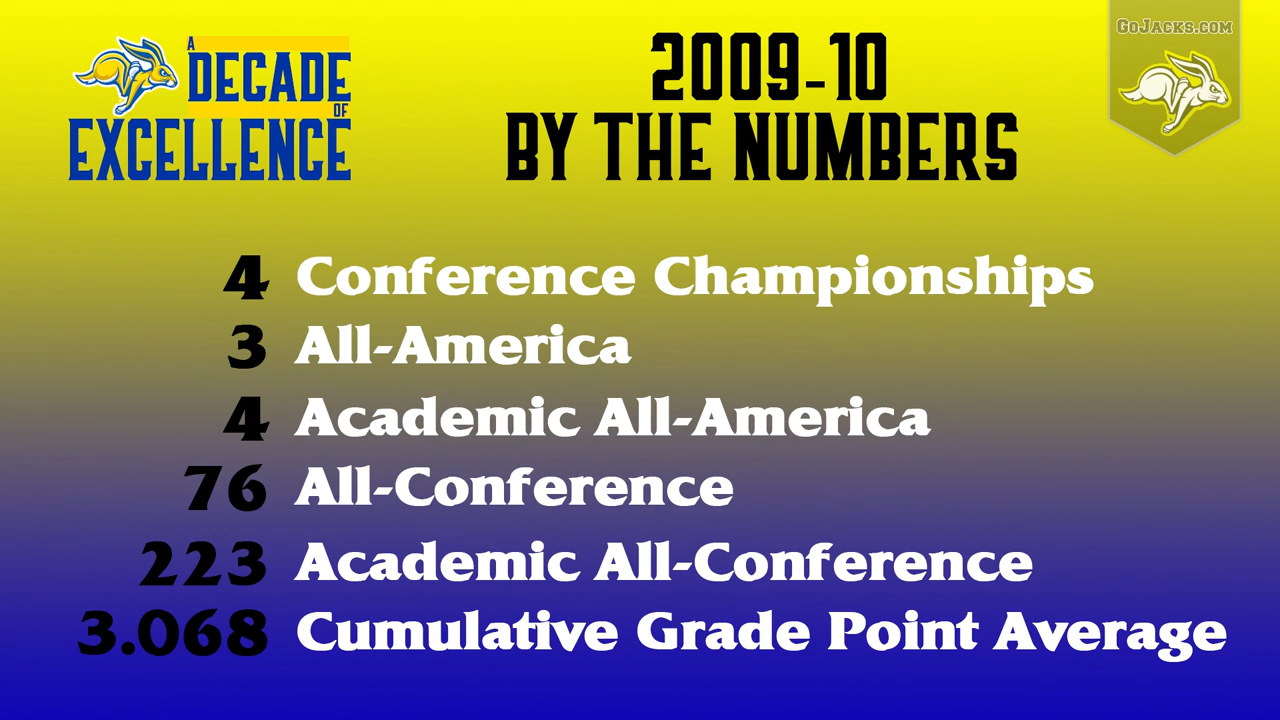 A
DECADE
OF
EXCELLENCE
2009-10
BY THE NUMBERS
GoJacks.com
4 Conference Championships
3 All-America
4 Academic All-America
76 All-Conference
223 Academic All-Conference
3.068 Cumulative Grade Point Average